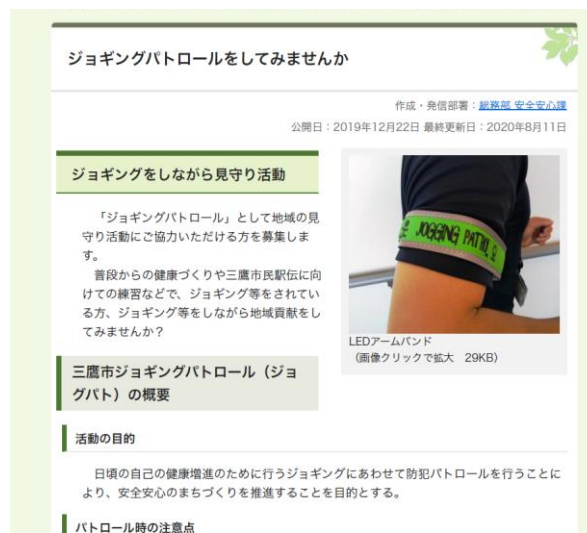 ジョギングパトロールをしてみませんか
作成・発信部署：総務部 安全安心課
公開日：2019年12月22日 最終更新日：2020年8月11日
ジョギングをしながら見守り活動
「ジョギングパトロール」として地域の見
守り活動にご協力いただける方を募集しま
す。
普段からの健康づくりや三鷹市民駅伝に向
けての練習などで、ジョギング等をされてい
る方、ジョギング等をしながら地域貢献をし
てみませんか？
JOGGING PATROL
LEDアームバンド
（画像クリックで拡大　29KB）
三鷹市ジョギングパトロール（ジョ
グパト）の概要
活動の目的
日頃の自己の健康増進のために行うジョギングにあわせて防犯パトロールを行うことに
より、安全安心のまちづくりを推進することを目的とする。
パトロール時の注意点